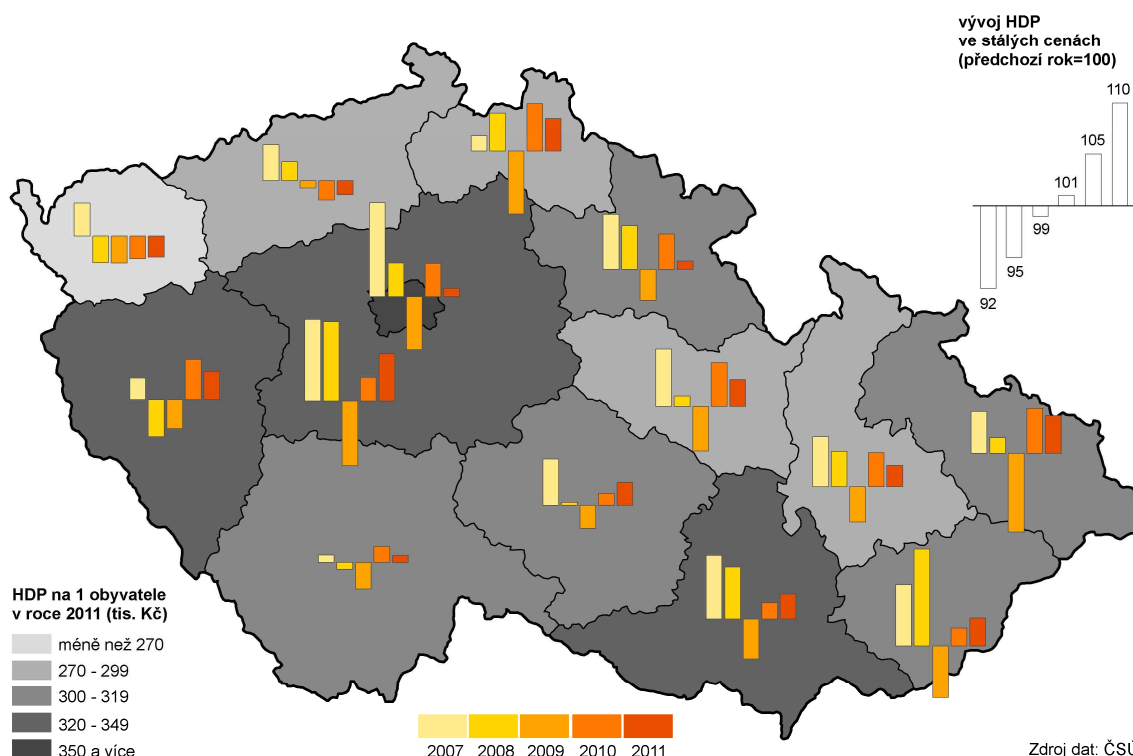 vývoj HDP
ve stálých cenách
(předchozí rok=100)
110
105
101
99
95
92
HDP na 1 obyvatele
v roce 2011 (tis. Kč)
méně než 270
270 - 299
300 - 319
320 - 349
350 a více
2007 2008 2009 2010 2011
Zdroj dat: ČSÚ